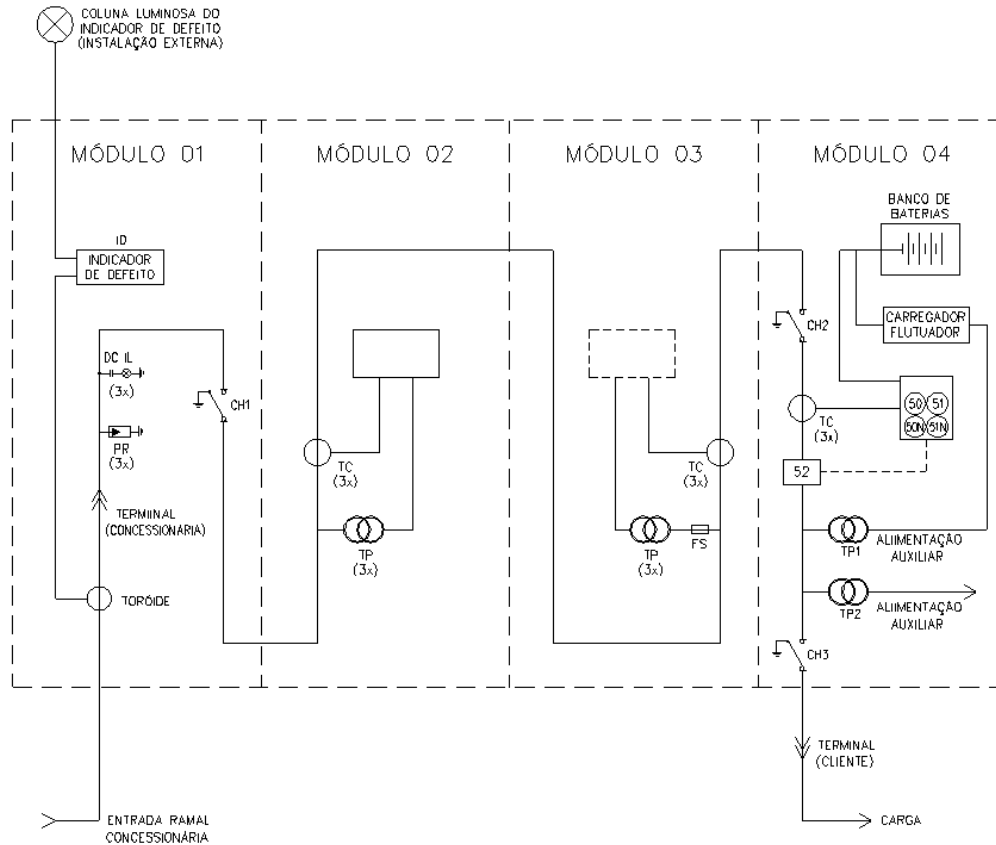 COLUNA LUMINOSA DO
INDICADOR DE DEFEITO
(INSTALAÇÃO EXTERNA)
MÓDULO 01
MÓDULO 02
MÓDULO 03
MÓDULO 04
BANCO DE
BATERIAS
ID
INDICADOR
DE DEFEITO
CARREGADOR
FLUTUADOR
CH2
DC IL
(3x)
CH1
PR
(3x)
TC
(3x)
TC
(3x)
TC
(3x)
50
51
50N
51N
52
TERMINAL
(CONCESSIONÁRIA)
TP
(3x)
TP
(3x)
FS
TP1
ALIMENTAÇÃO
AUXILIAR
TORÓIDE
TP2
ALIMENTAÇÃO
AUXILIAR
CH3
TERMINAL
(CLIENTE)
ENTRADA RAMAL
CONCESSIONÁRIA
CARGA